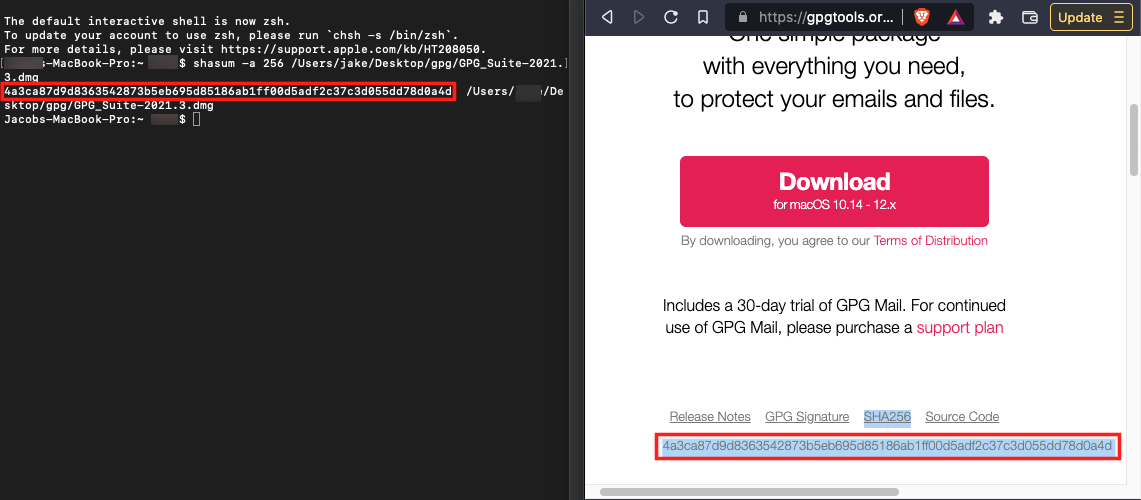 The default interactive shell is now zsh.
To update your account to use zsh, please run `chsh -s /bin/zsh`.
For more details, please visit https://support.apple.com/kb/HT208050.
s-MacBook-Pro:~ $ shasum -a 256 /Users/jake/Desktop/gpg/GPG_Suite-2021.
3.dmg
4a3ca87d9d8363542873b5eb695d85186ab1ff00d5adf2c37c3d055dd78d0a4d /Users/ /De
sktop/gpg/GPG_Suite-2021.3.dmg
Jacobs-MacBook-Pro:~ $
https://gpgtools.or...
Update
One simple package
with everything you need,
to protect your emails and files.
Download
for macOS 10.14 - 12.x
By downloading, you agree to our Terms of Distribution
Includes a 30-day trial of GPG Mail. For continued
use of GPG Mail, please purchase a support plan
Release Notes GPG Signature SHA256 Source Code
4a3ca87d9d8363542873b5eb695d85186ab1ff00d5adf2c37c3d055dd78d0a4d